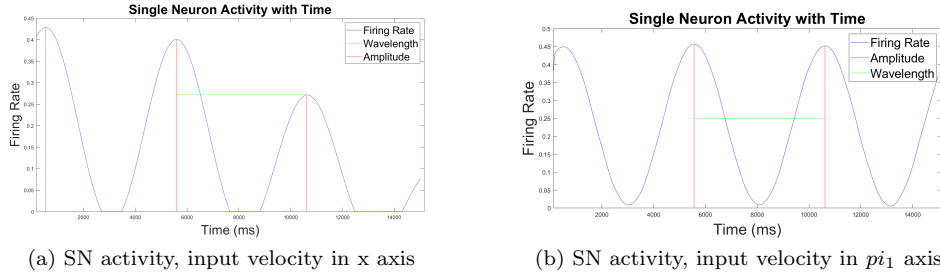 Single Neuron Activity with Time
0.45
0.4
0.35
0.3
0.25
0.2
0.15
0.1
0.05
0
Firing Rate
Firing Rate
Wavelength
Amplitude
2000 4000 6000 8000 10000 12000 14000
Time (ms)
(a) SN activity, input velocity in x axis
Single Neuron Activity with Time
0.5
0.45
0.4
0.35
0.3
0.25
0.2
0.15
0.1
0.05
0
Firing Rate
Firing Rate
Amplitude
Wavelength
2000 4000 6000 8000 10000 12000 14000
Time (ms)
(b) SN activity, input velocity in pi₁ axis